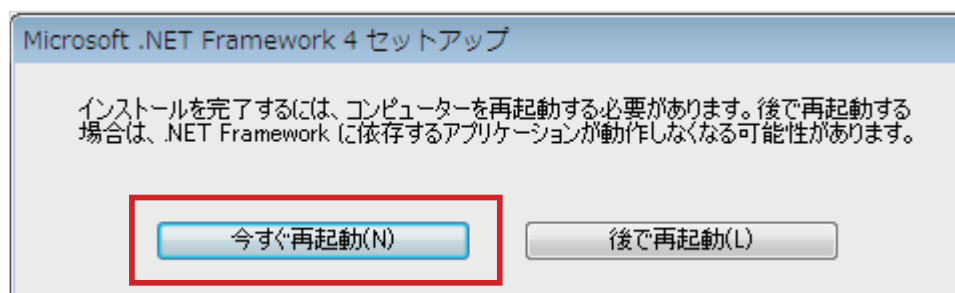 Microsoft .NET Framework 4 セットアップ
インストールを完了するには、コンピューターを再起動する必要があります。後で再起動する
場合は、.NET Framework に依存するアプリケーションが動作しなくなる可能性があります。
今すぐ再起動(N)
後で再起動(L)